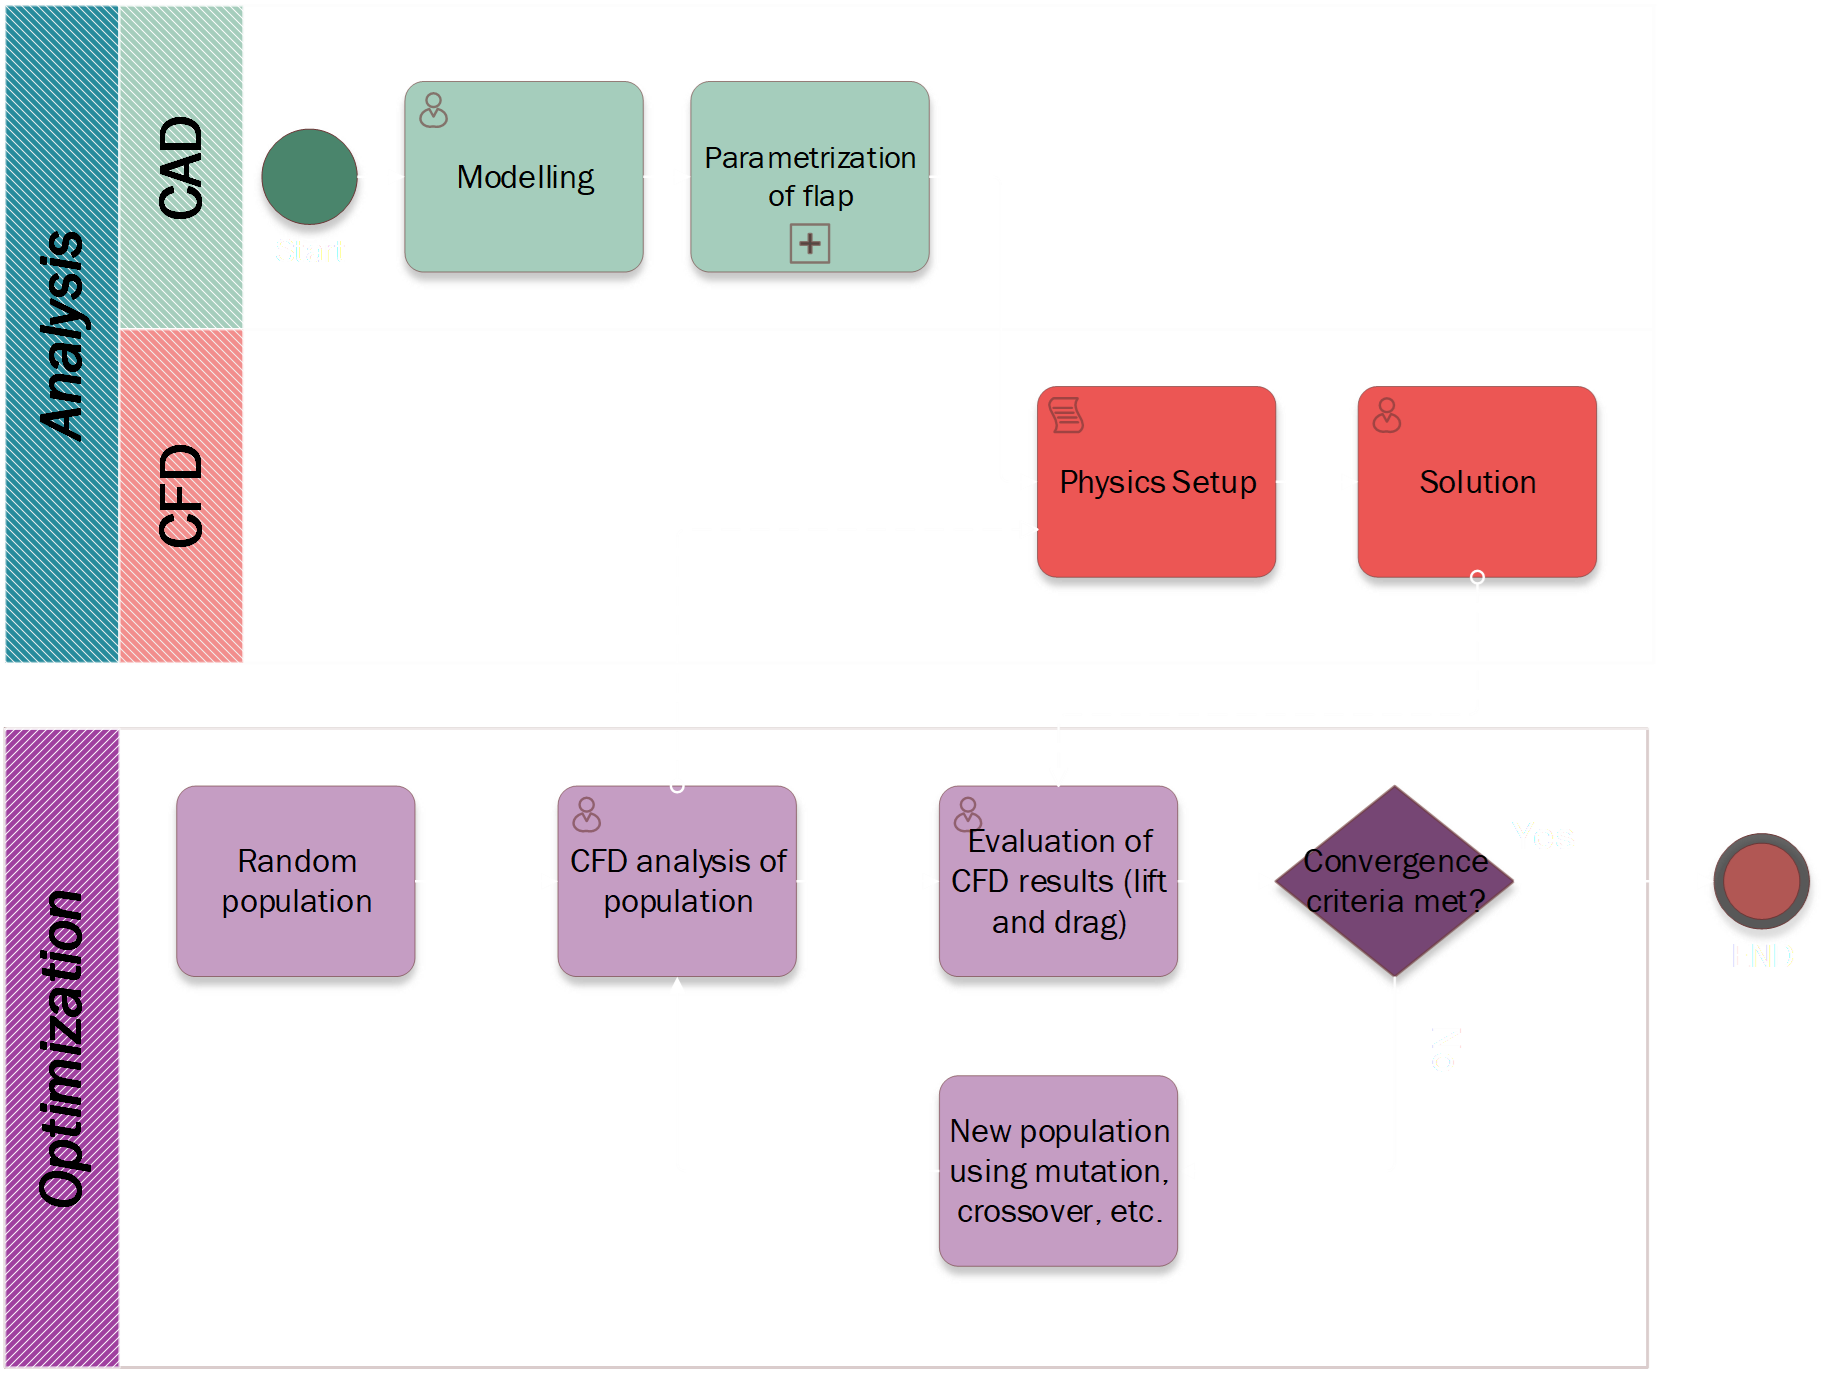 Analysis
CAD
Start
Modelling
Parametrization
of flap
CFD
Physics Setup
Solution
Optimization
Random
population
CFD analysis of
population
Evaluation of
CFD results (lift
and drag)
Convergence
criteria met?
Yes
END
No
New population
using mutation,
crossover, etc.